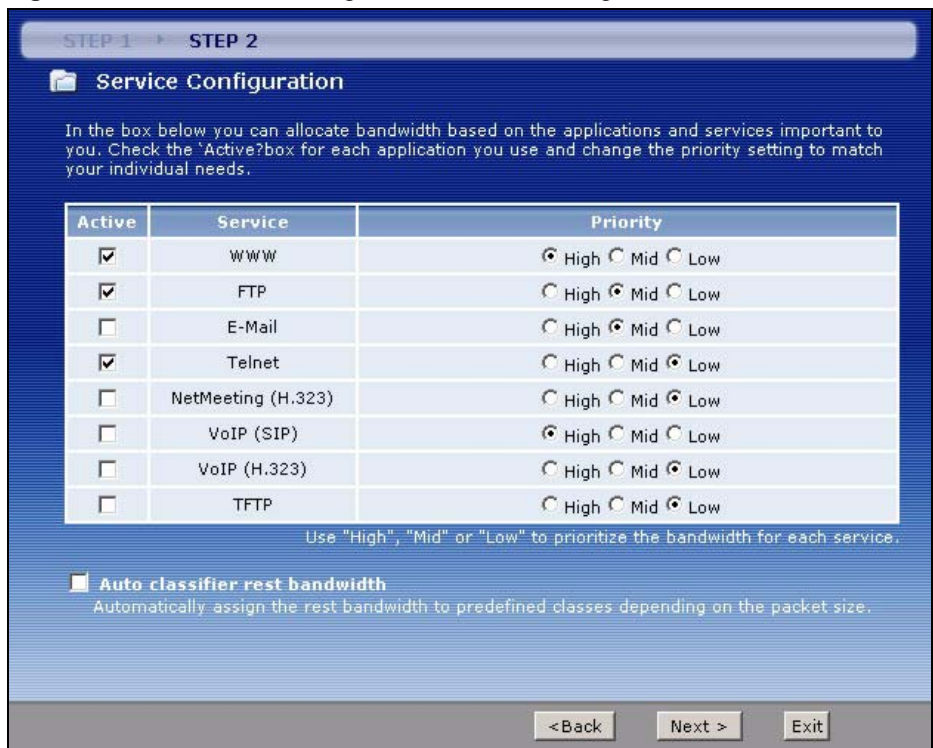 STEP 1 STEP 2
Service Configuration
In the box below you can allocate bandwidth based on the applications and services important to
you. Check the ‛Active?box for each application you use and change the priority setting to match
your individual needs.
Active Service Priority
WWW High Mid Low
FTP High Mid Low
E-Mail High Mid Low
Telnet High Mid Low
NetMeeting (H.323) High Mid Low
VoIP (SIP) High Mid Low
VoIP (H.323) High Mid Low
TFTP High Mid Low
Use "High", "Mid" or "Low" to prioritize the bandwidth for each service.
Auto classifier rest bandwidth
Automatically assign the rest bandwidth to predefined classes depending on the packet size.
<Back Next > Exit